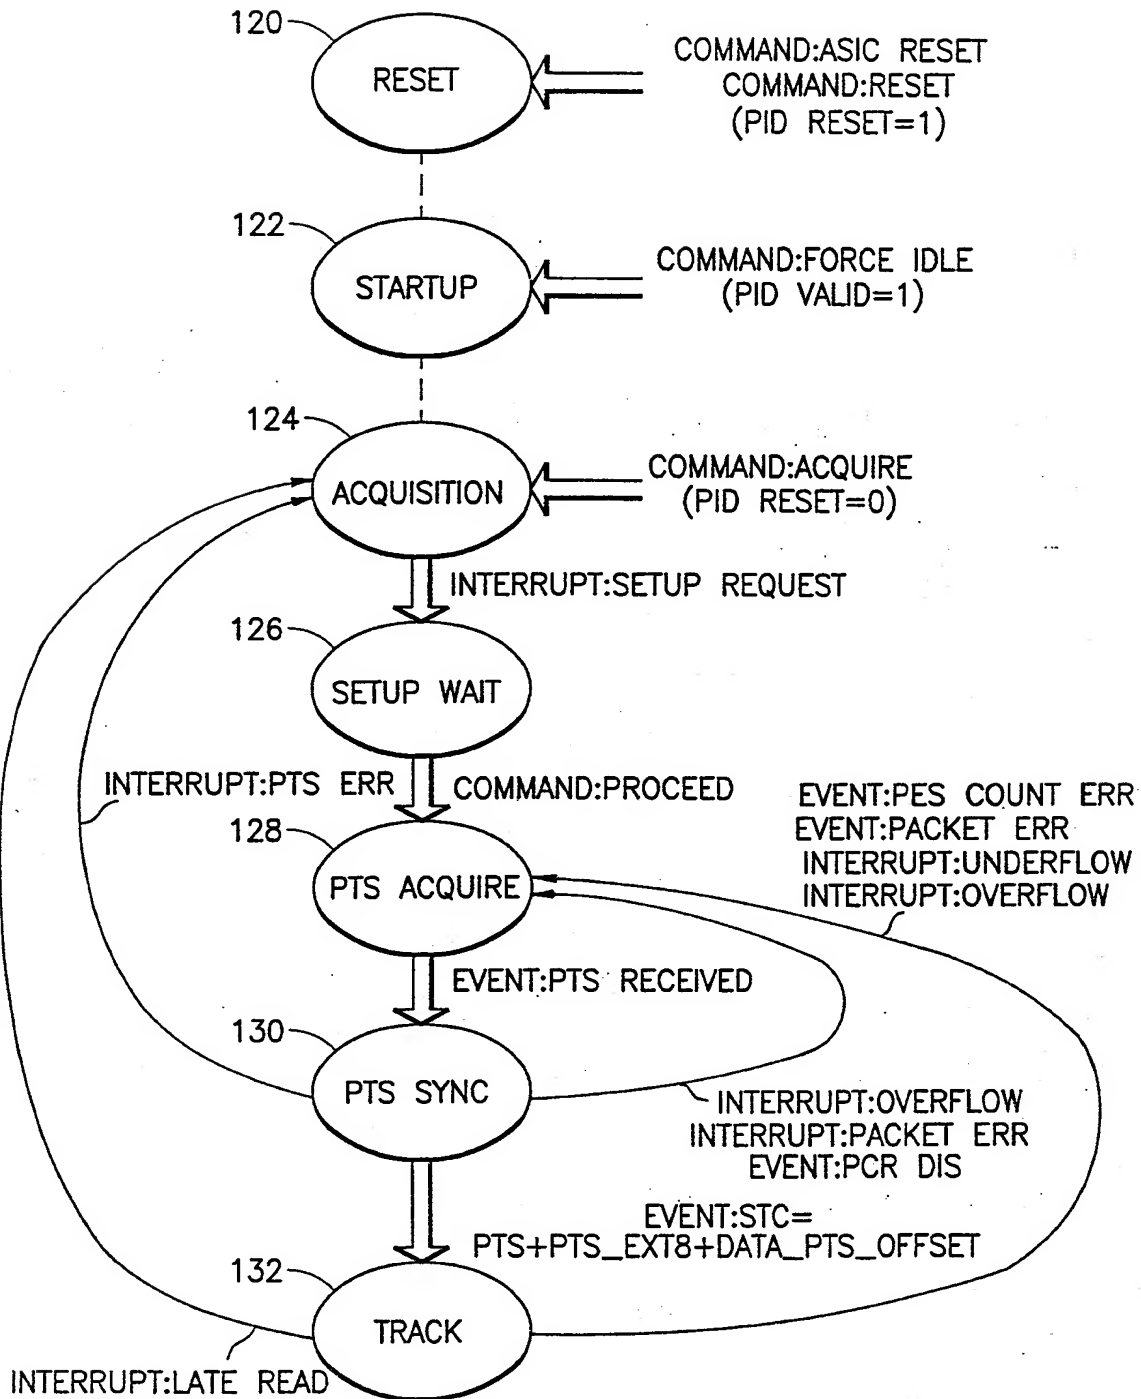 120
RESET
COMMAND:ASIC RESET
COMMAND:RESET
(PID RESET=1)
122
STARTUP
COMMAND:FORCE IDLE
(PID VALID=1)
124
ACQUISITION
COMMAND:ACQUIRE
(PID RESET=0)
INTERRUPT:SETUP REQUEST
126
SETUP WAIT
INTERRUPT:PTS ERR
COMMAND:PROCEED
EVENT:PES COUNT ERR
EVENT:PACKET ERR
INTERRUPT:UNDERFLOW
INTERRUPT:OVERFLOW
128
PTS ACQUIRE
EVENT:PTS RECEIVED
130
PTS SYNC
INTERRUPT:OVERFLOW
INTERRUPT:PACKET ERR
EVENT:PCR DIS
EVENT:STC=
PTS+PTS_EXT8+DATA_PTS_OFFSET
132
TRACK
INTERRUPT:LATE READ